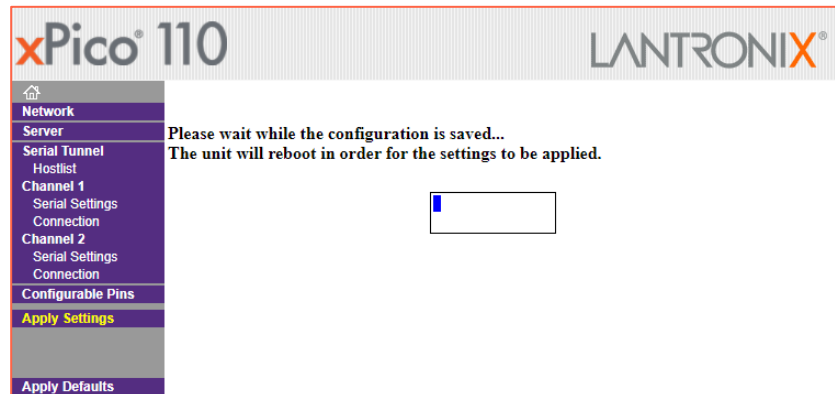 xPico® 110
LANTRONIX®
Network
Server
Serial Tunnel
Hostlist
Channel 1
Serial Settings
Connection
Channel 2
Serial Settings
Connection
Configurable Pins
Apply Settings
Apply Defaults
Please wait while the configuration is saved...
The unit will reboot in order for the settings to be applied.